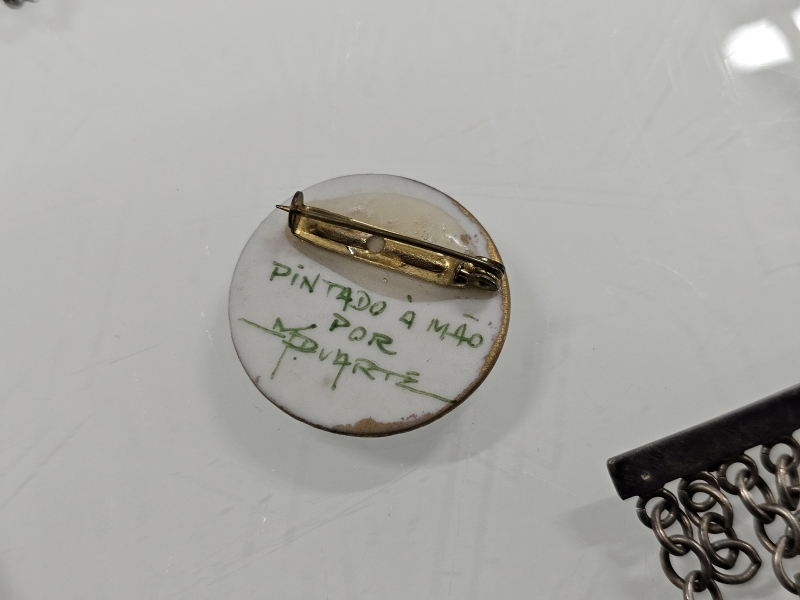 PINTADO À MÃO
POR
DUARTE